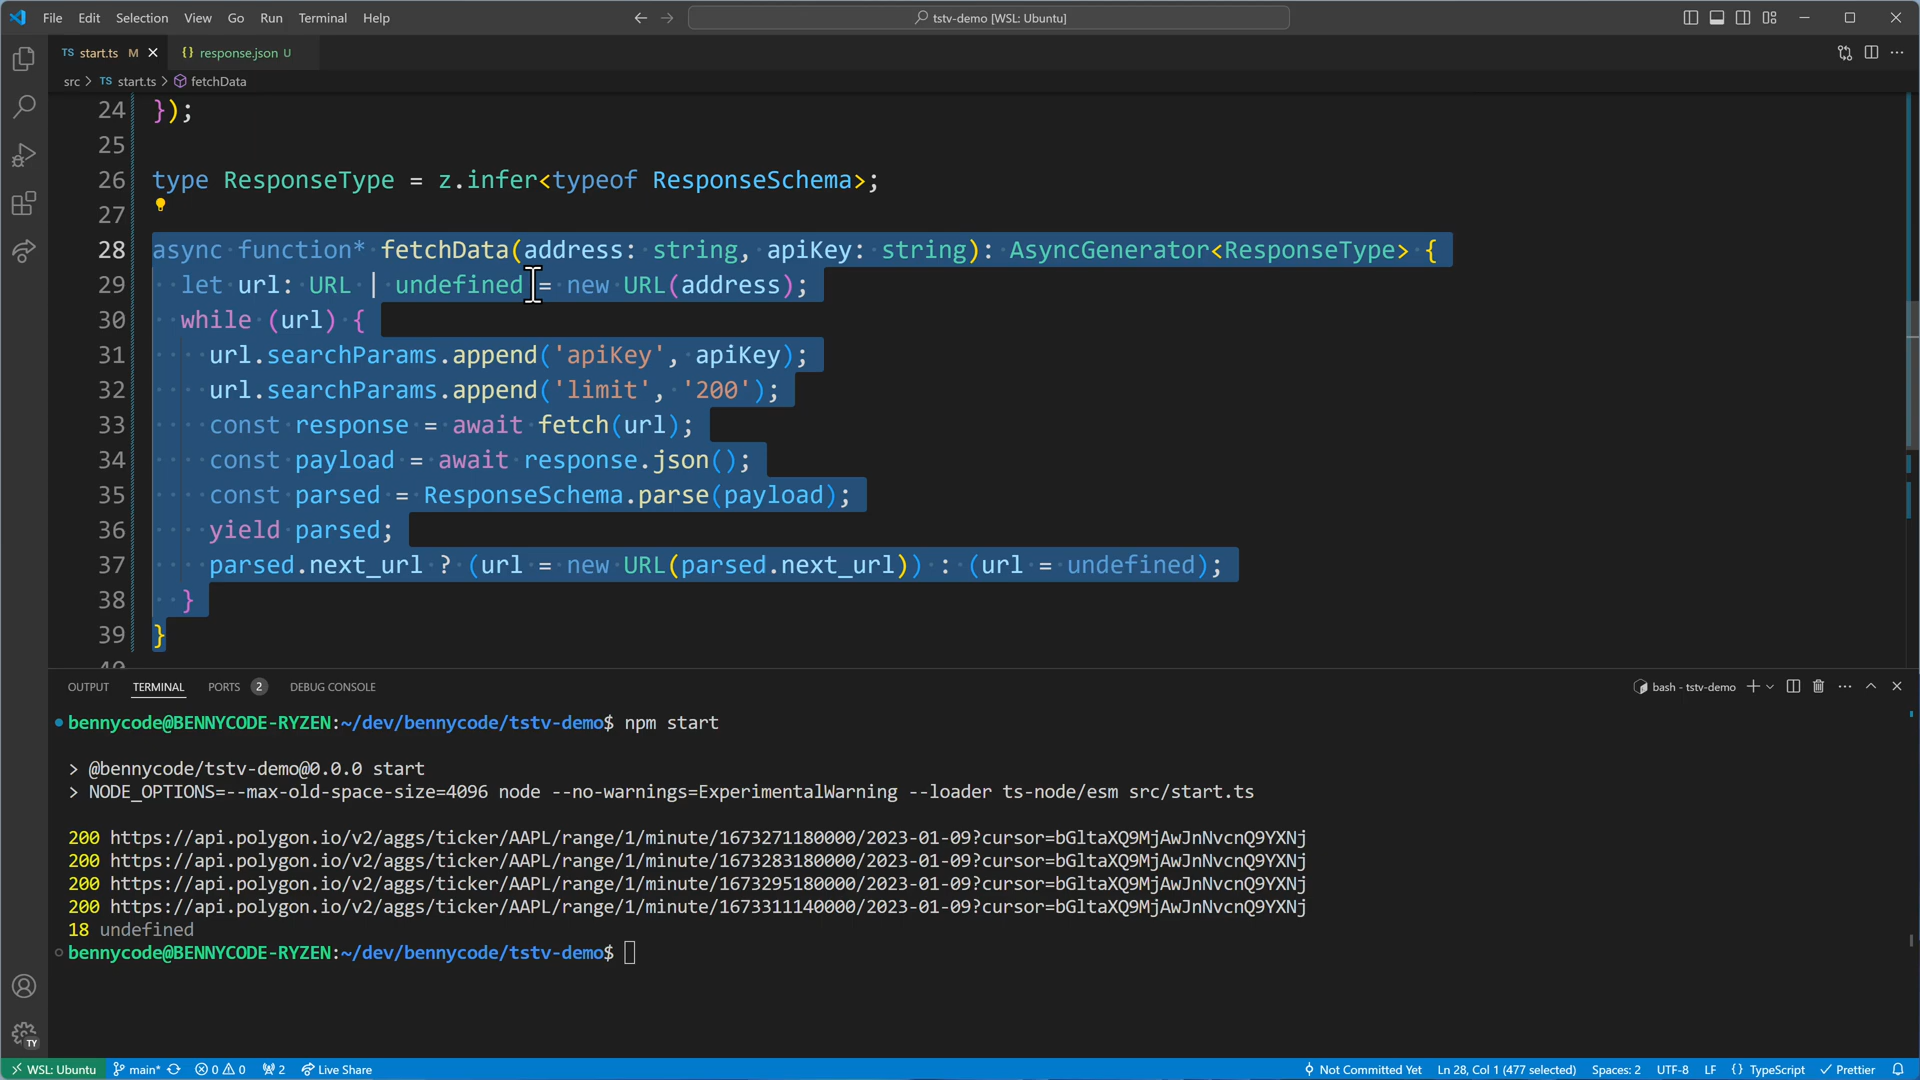 File Edit Selection View Go Run Terminal Help tstv-demo [WSL: Ubuntu]
TS start.ts M {} response.json U
src > TS start.ts > fetchData
24 });
25
26 type ResponseType = z.infer<typeof ResponseSchema>;
27
28 async function* fetchData(address: string, apiKey: string): AsyncGenerator<ResponseType> {
29 let url: URL | undefined = new URL(address);
30 while (url) {
31 url.searchParams.append('apiKey', apiKey);
32 url.searchParams.append('limit', '200');
33 const response = await fetch(url);
34 const payload = await response.json();
35 const parsed = ResponseSchema.parse(payload);
36 yield parsed;
37 parsed.next_url ? (url = new URL(parsed.next_url)) : (url = undefined);
38 }
39 }
40
OUTPUT TERMINAL PORTS 2 DEBUG CONSOLE bash - tstv-demo
bennycode@BENNYCODE-RYZEN:~/dev/bennycode/tstv-demo$ npm start
> @bennycode/tstv-demo@0.0.0 start
> NODE_OPTIONS=--max-old-space-size=4096 node --no-warnings=ExperimentalWarning --loader ts-node/esm src/start.ts
200 https://api.polygon.io/v2/aggs/ticker/AAPL/range/1/minute/1673271180000/2023-01-09?cursor=bGltaXQ9MjAwJnNvcnQ9YXNj
200 https://api.polygon.io/v2/aggs/ticker/AAPL/range/1/minute/1673283180000/2023-01-09?cursor=bGltaXQ9MjAwJnNvcnQ9YXNj
200 https://api.polygon.io/v2/aggs/ticker/AAPL/range/1/minute/1673295180000/2023-01-09?cursor=bGltaXQ9MjAwJnNvcnQ9YXNj
200 https://api.polygon.io/v2/aggs/ticker/AAPL/range/1/minute/1673311140000/2023-01-09?cursor=bGltaXQ9MjAwJnNvcnQ9YXNj
18 undefined
bennycode@BENNYCODE-RYZEN:~/dev/bennycode/tstv-demo$
TY
WSL: Ubuntu main* 0 0 2 Live Share Not Committed Yet Ln 28, Col 1 (477 selected) Spaces: 2 UTF-8 LF {} TypeScript Prettier